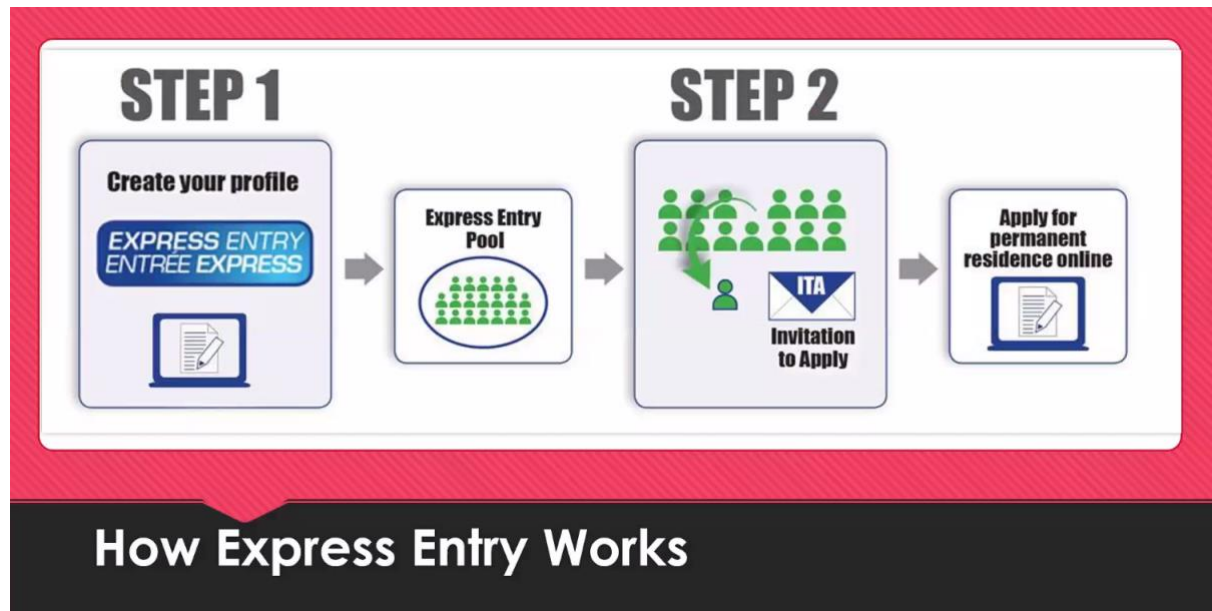 STEP 1
Create your profile
EXPRESS ENTRY
ENTRÉE EXPRESS
Express Entry
Pool
STEP 2
ITA
Invitation
to Apply
Apply for
permanent
residence online
How Express Entry Works